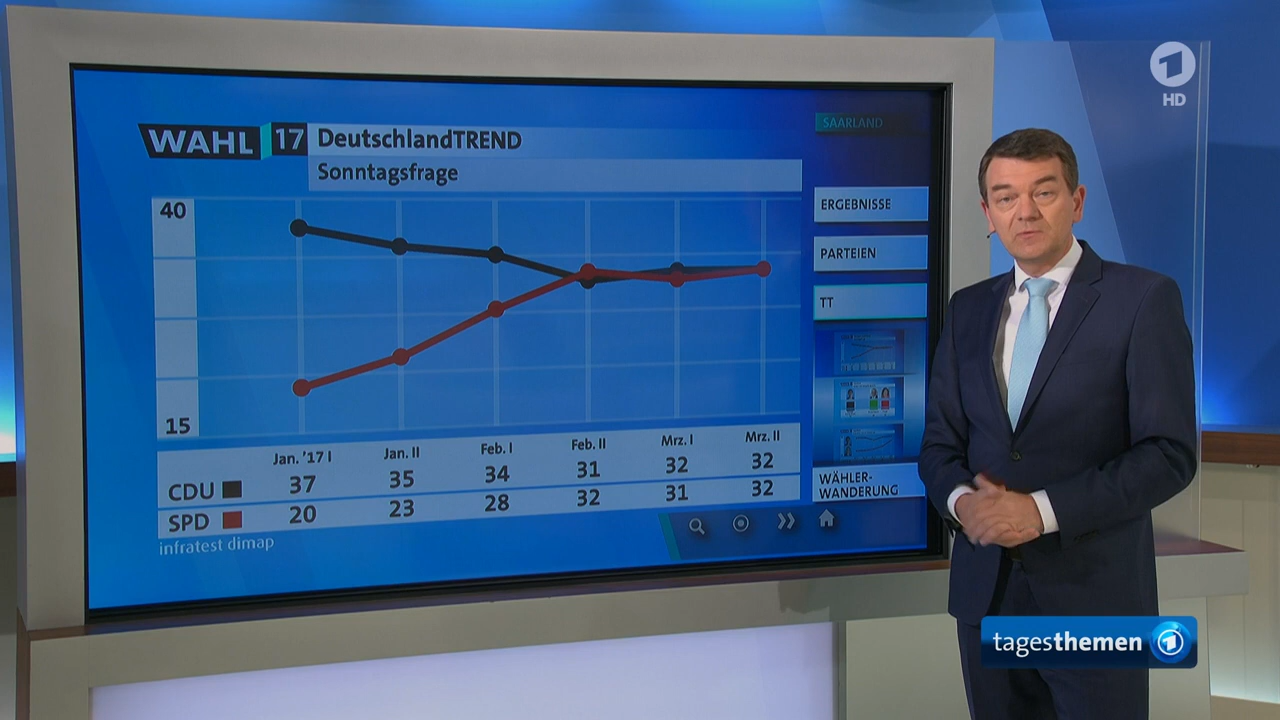 1
HD
WAHL 17
DeutschlandTREND
Sonntagsfrage
SAARLAND
ERGEBNISSE
PARTEIEN
TT
WÄHLER-
WANDERUNG
40
15
Jan. '17 I Jan. II Feb. I Feb. II Mrz. I Mrz. II
CDU 37 35 34 31 32 32
SPD 20 23 28 32 31 32
infratest dimap
tagesthemen 1